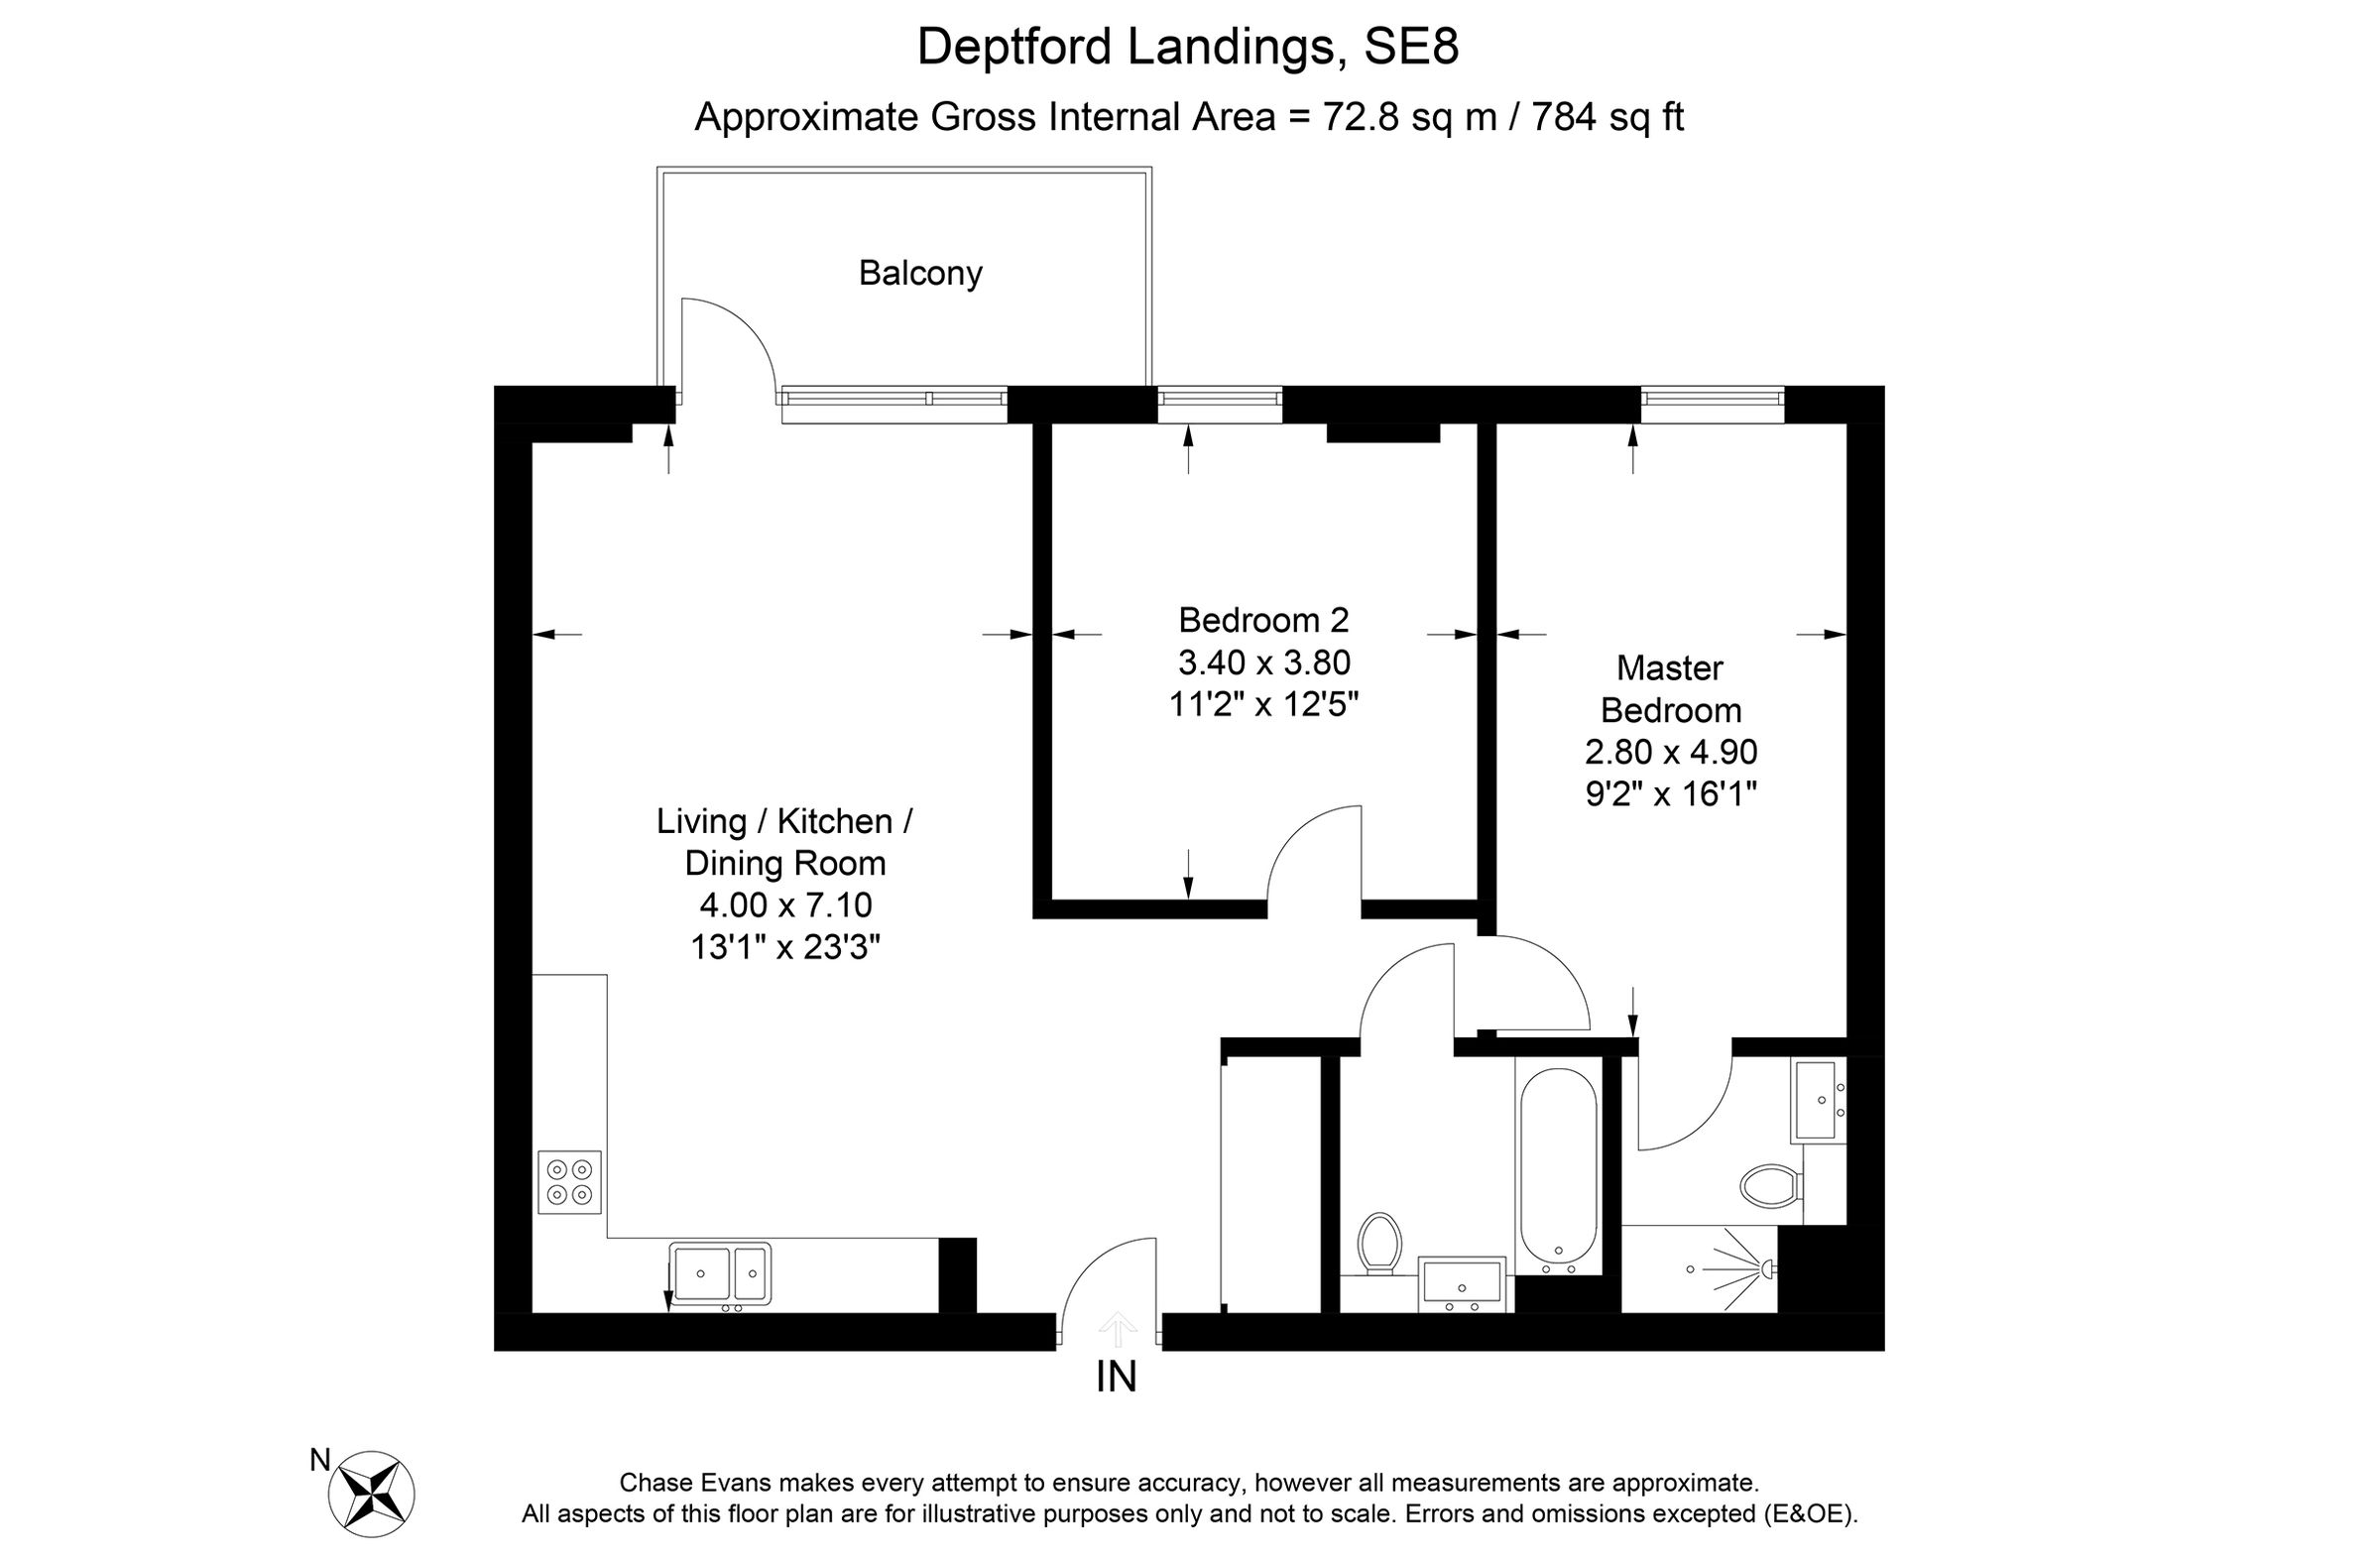 Deptford Landings, SE8
Approximate Gross Internal Area = 72.8 sq m / 784 sq ft
Balcony
Bedroom 2
3.40 x 3.80
11'2" x 12'5"
Master
Bedroom
2.80 x 4.90
9'2" x 16'1"
Living / Kitchen /
Dining Room
4.00 x 7.10
13'1" x 23'3"
IN
N
Chase Evans makes every attempt to ensure accuracy, however all measurements are approximate.
All aspects of this floor plan are for illustrative purposes only and not to scale. Errors and omissions excepted (E&OE).